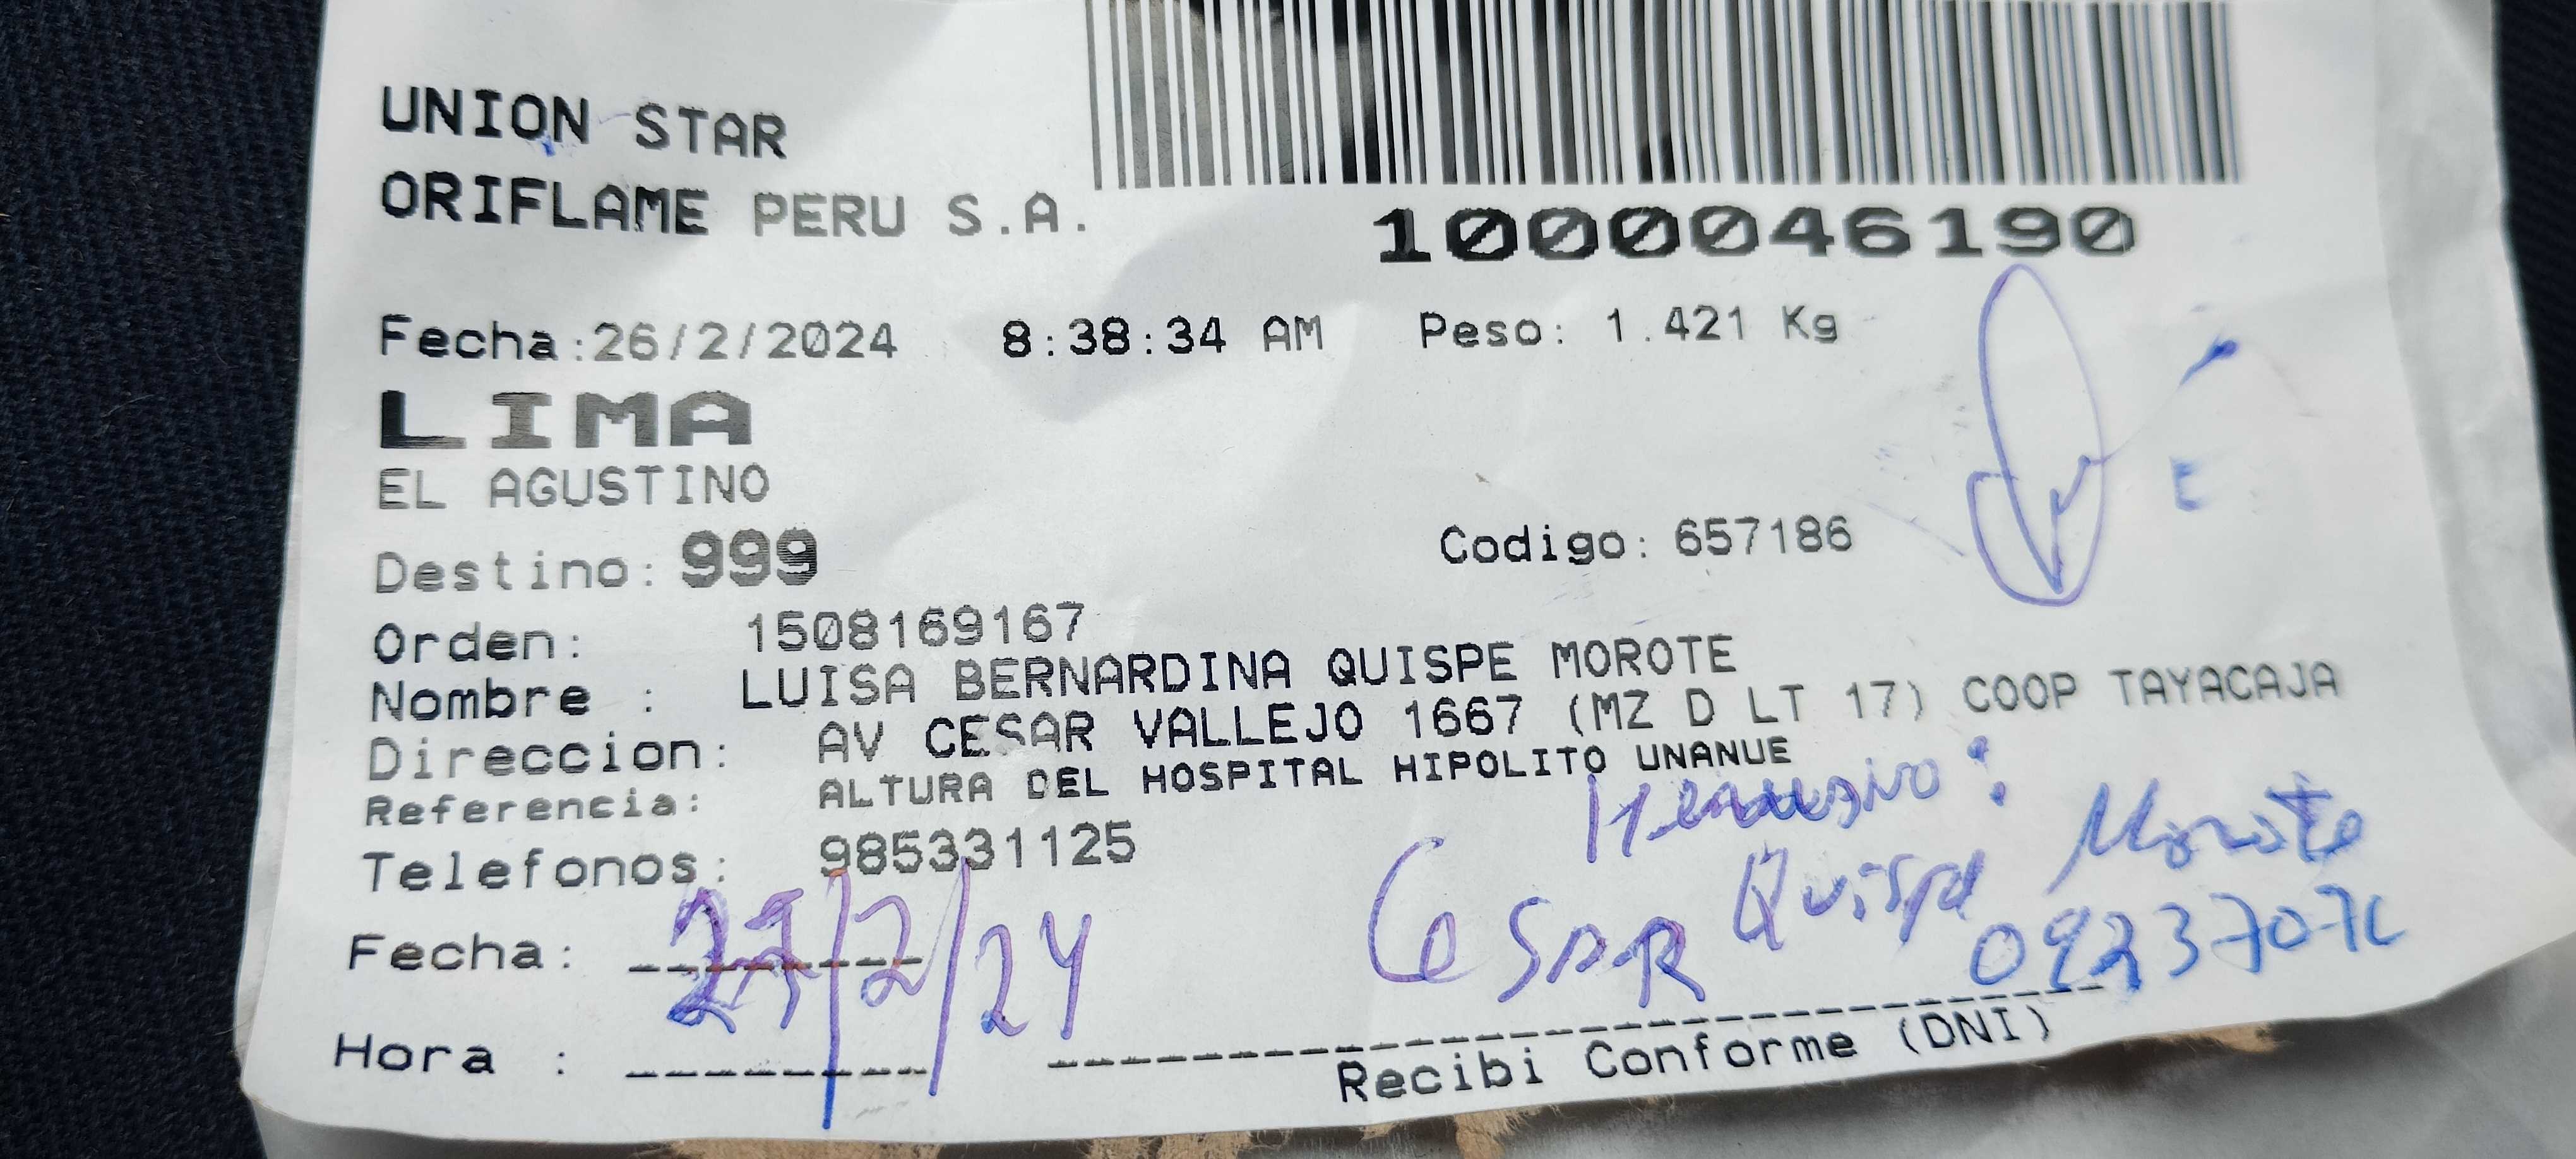 UNION STAR
ORIFLAME PERU S.A.
1000046190
Fecha:26/2/2024 8:38:34 AM Peso: 1.421 Kg
LIMA
EL AGUSTINO
Destino: 999 Codigo: 657186
Orden: 1508169167
Nombre : LUISA BERNARDINA QUISPE MOROTE
Direccion: AV CESAR VALLEJO 1667 (MZ D LT 17) COOP TAYACAJA
Referencia: ALTURA DEL HOSPITAL HIPOLITO UNANUE
Telefonos: 985331125
CeSAR Quispe Morote
Fecha: 27/2/24
Hora :
Recibi Conforme (DNI)